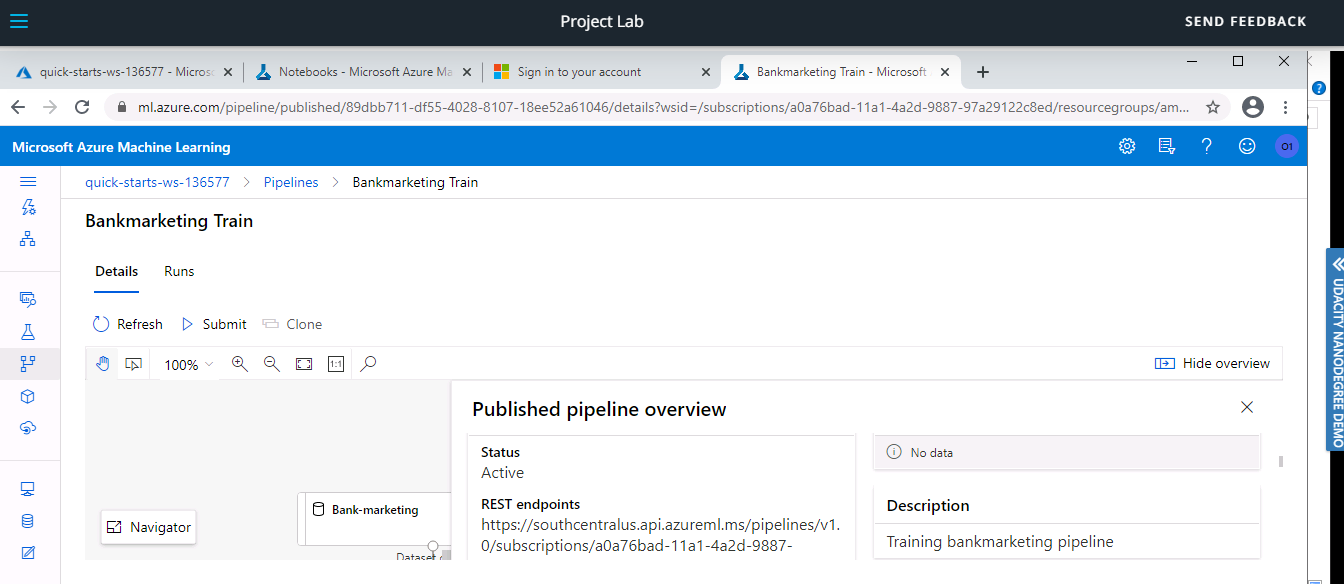 Project Lab
SEND FEEDBACK
quick-starts-ws-136577 - Micros
Notebooks - Microsoft Azure Ma
Sign in to your account
Bankmarketing Train - Microsoft
ml.azure.com/pipeline/published/89dbb711-df55-4028-8107-18ee52a61046/details?wsid=/subscriptions/a0a76bad-11a1-4a2d-9887-97a29122c8ed/resourcegroups/am...
Microsoft Azure Machine Learning
O1
quick-starts-ws-136577 > Pipelines > Bankmarketing Train
Bankmarketing Train
Details Runs
Refresh Submit Clone
100% 1:1 Hide overview
Published pipeline overview
Status
Active
REST endpoints
https://southcentralus.api.azureml.ms/pipelines/v1.
0/subscriptions/a0a76bad-11a1-4a2d-9887-
No data
Description
Training bankmarketing pipeline
Bank-marketing
Dataset
Navigator
UDACITY NANODEGREE DEMO